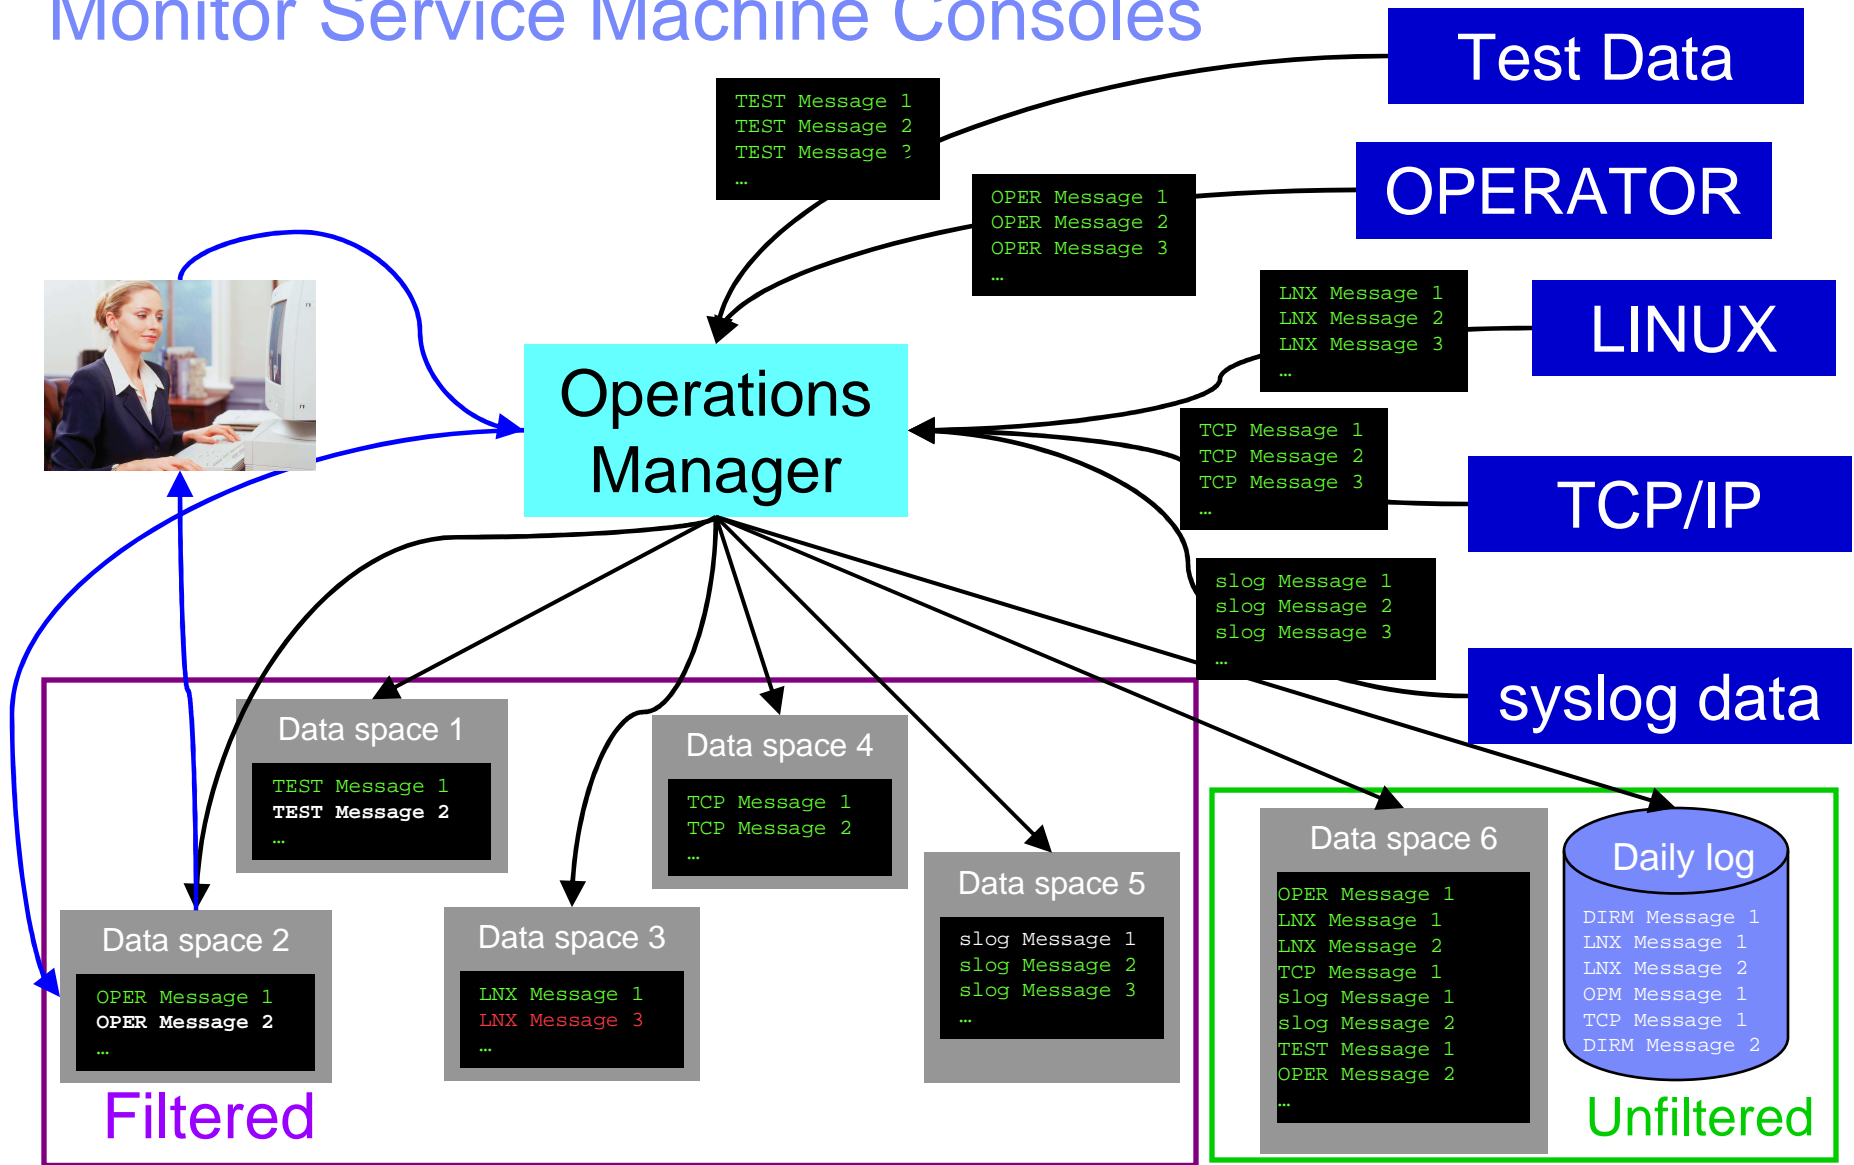 Monitor Service Machine Consoles
Test Data
TEST Message 1
TEST Message 2
TEST Message 3
…
OPERATOR
OPER Message 1
OPER Message 2
OPER Message 3
…
LINUX
LNX Message 1
LNX Message 2
LNX Message 3
…
Operations
Manager
TCP/IP
TCP Message 1
TCP Message 2
TCP Message 3
…
syslog data
slog Message 1
slog Message 2
slog Message 3
…
Data space 1
TEST Message 1
TEST Message 2
…
Data space 4
TCP Message 1
TCP Message 2
…
Data space 2
OPER Message 1
OPER Message 2
…
Data space 3
LNX Message 1
LNX Message 3
…
Data space 5
slog Message 1
slog Message 2
slog Message 3
…
Filtered
Data space 6
OPER Message 1
LNX Message 1
LNX Message 2
TCP Message 1
slog Message 1
slog Message 2
TEST Message 1
OPER Message 2
…
Daily log
DIRM Message 1
LNX Message 1
LNX Message 2
OPM Message 1
TCP Message 1
DIRM Message 2
Unfiltered